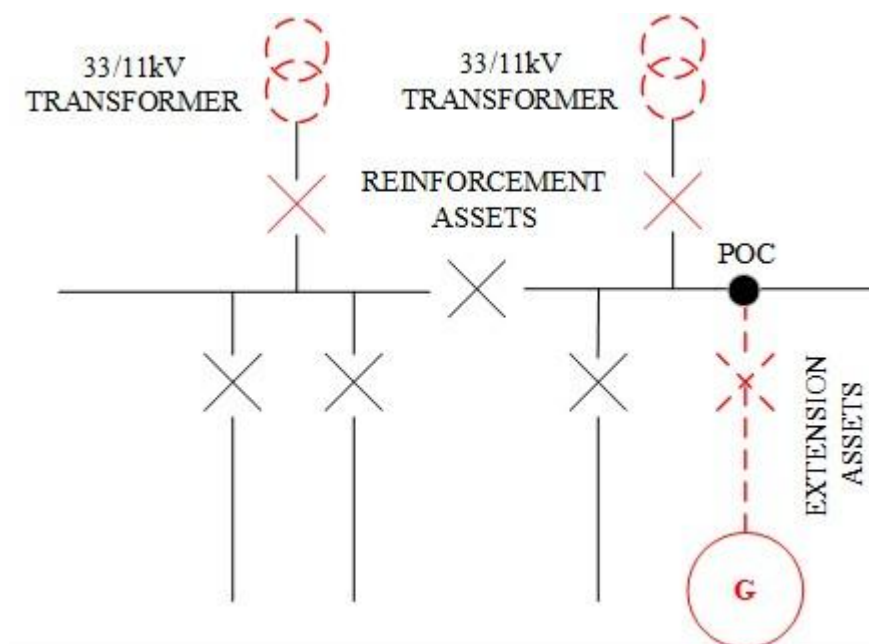 33/11kV
TRANSFORMER
33/11kV
TRANSFORMER
REINFORCEMENT
ASSETS
POC
EXTENSION
ASSETS
G